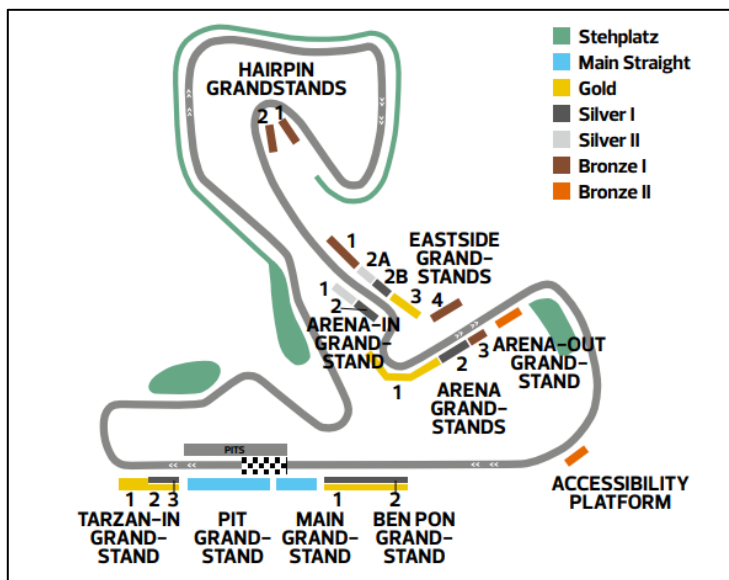 Stehplatz
Main Straight
Gold
Silver I
Silver II
Bronze I
Bronze II
HAIRPIN
GRANDSTANDS
2 1
1
2A
2B
3
4
EASTSIDE
GRAND-
STANDS
1
2
ARENA-IN
GRAND-
STAND
1
2
3
ARENA
GRAND-
STANDS
ARENA-OUT
GRAND-
STAND
PITS
1 2 3
TARZAN-IN
GRAND-
STAND
PIT
GRAND-
STAND
MAIN
GRAND-
STAND
1 2
BEN PON
GRAND-
STAND
ACCESSIBILITY
PLATFORM